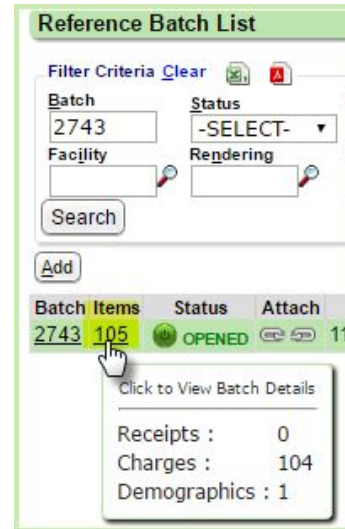 Reference Batch List
Filter Criteria Clear
Batch Status
2743 -SELECT-
Facility Rendering
Search
Add
Batch Items Status Attach
2743 105 OPENED 11
Click to View Batch Details
Receipts : 0
Charges : 104
Demographics : 1